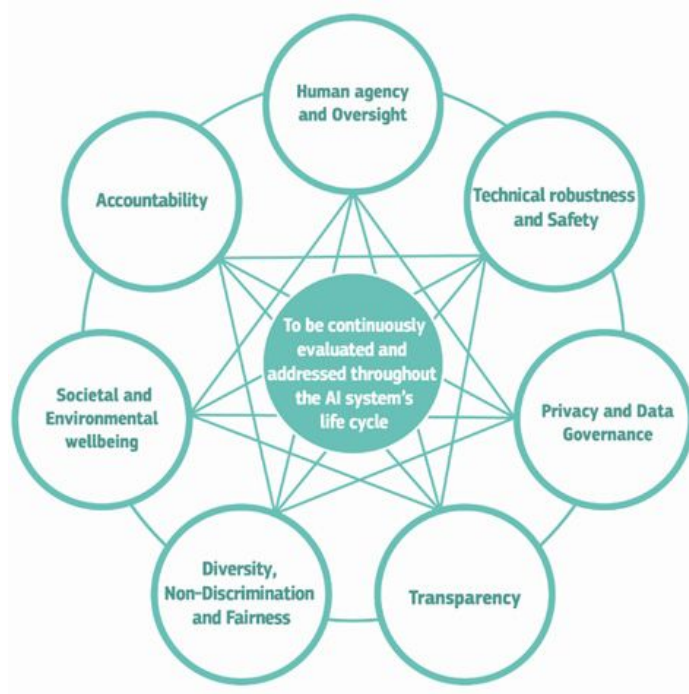 Human agency
and Oversight
Technical robustness
and Safety
Privacy and Data
Governance
Transparency
Diversity,
Non-Discrimination
and Fairness
Societal and
Environmental
wellbeing
Accountability
To be continuously
evaluated and
addressed throughout
the AI system's
life cycle